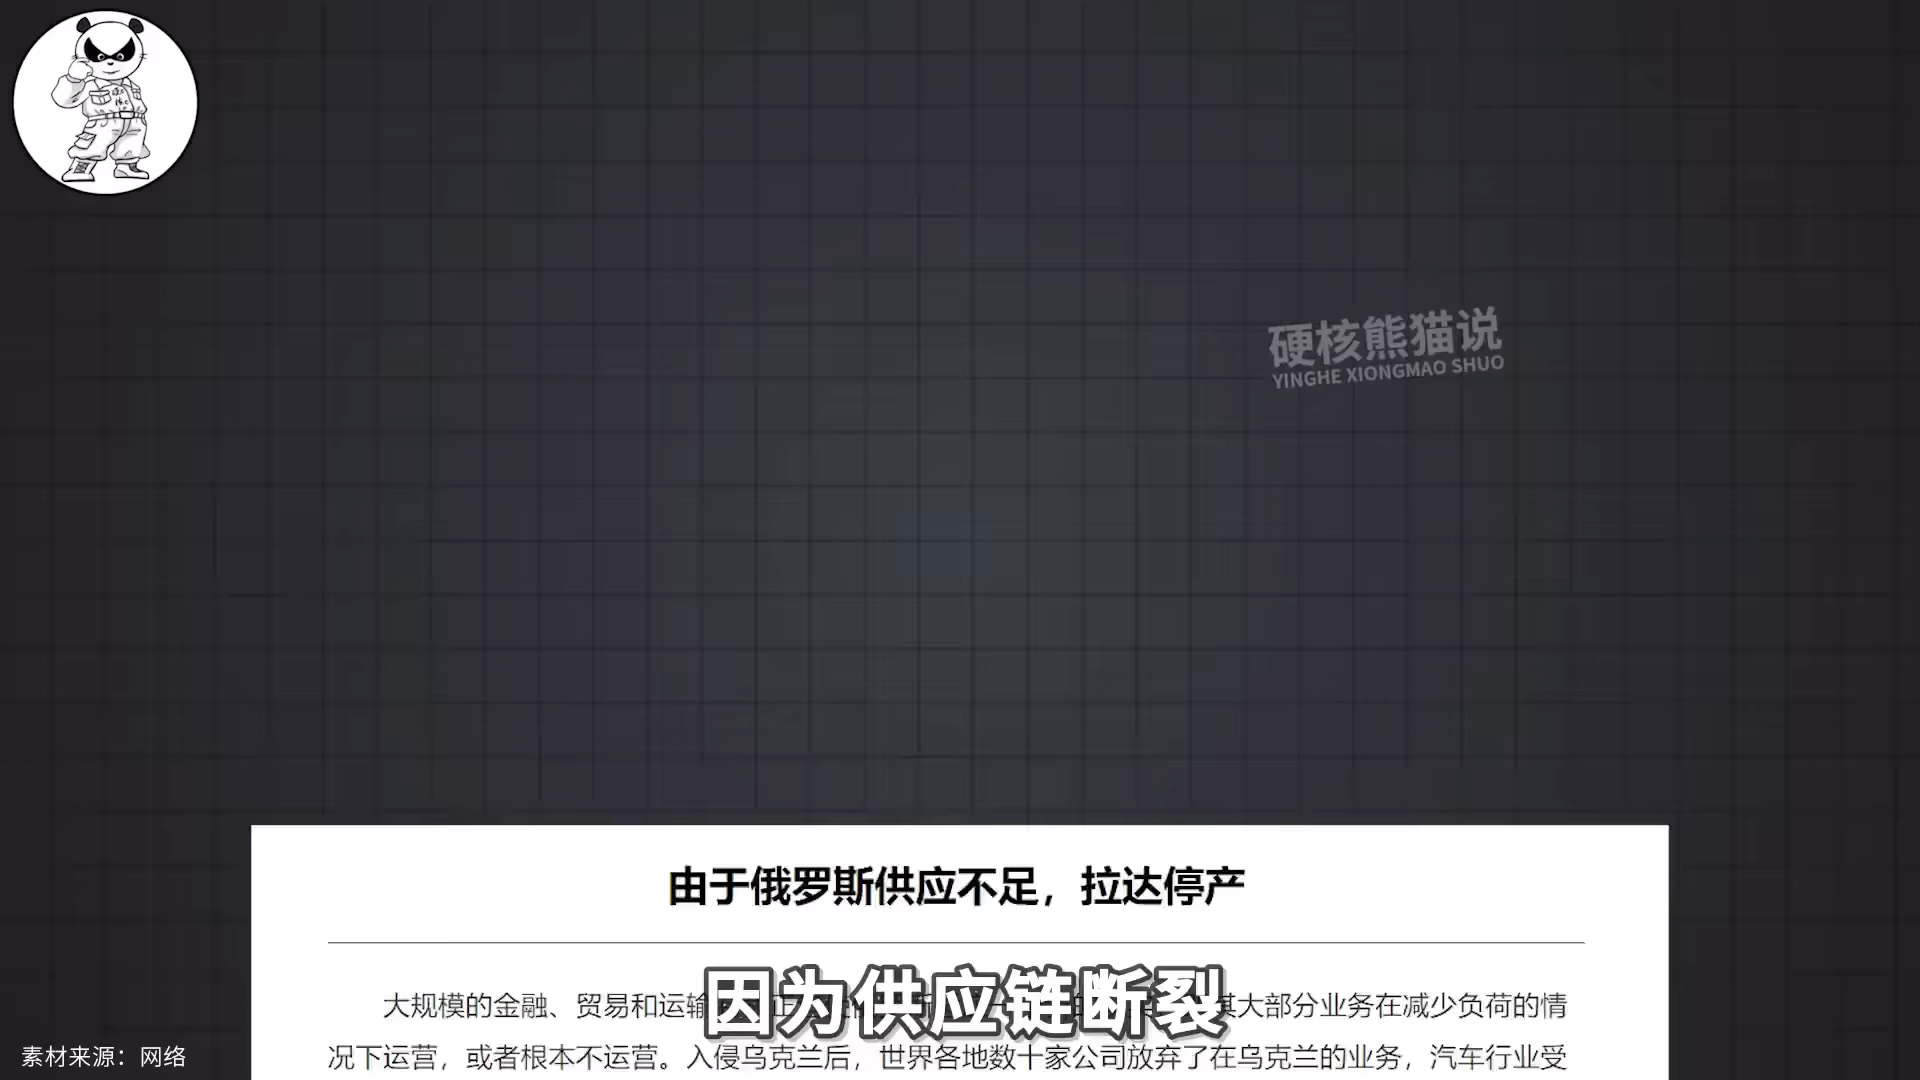 硬核熊猫说
YINGHE XIONGMAO SHUO
由于俄罗斯供应不足，拉达停产
大规模的金融、贸易和运输
其大部分业务在减少负荷的情
因为供应链断裂
况下运营，或者根本不运营。入侵乌克兰后，世界各地数十家公司放弃了在乌克兰的业务，汽车行业受
素材来源：网络